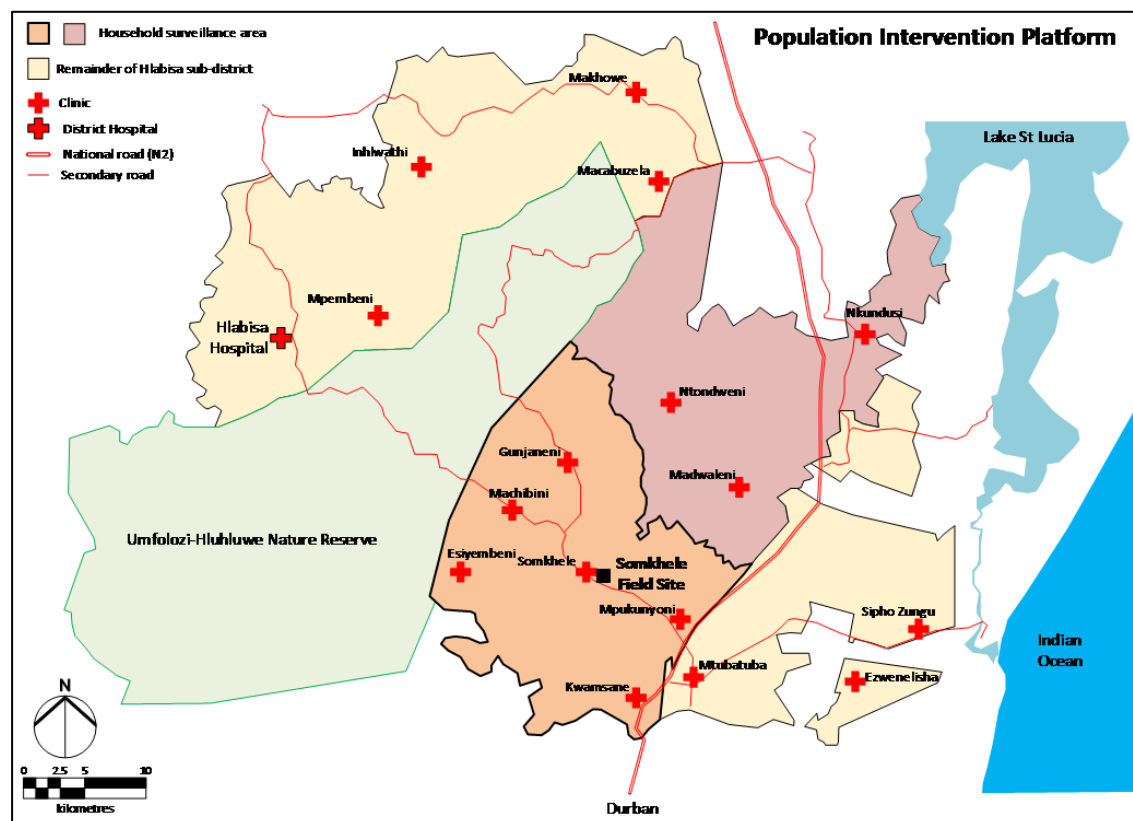 Household surveillance area
Remainder of Hlabisa sub-district
Clinic
District Hospital
National road (N2)
Secondary road
Population Intervention Platform
Makhowe
Lake St Lucia
Inhlwathi
Macabuzela
Mpembeni
Nkundusi
Hlabisa
Hospital
Ntondweni
Gunjaneni
Madwaleni
Machibini
Umfolozi-Hluhluwe Nature Reserve
Esiyembeni
Somkhele
Somkhele
Field Site
Mpukunyoni
Sipho Zungu
Indian
Ocean
Mtubatuba
Ezwenelisha
Kwamsane
N
0 2.5 5 10
kilometres
Durban